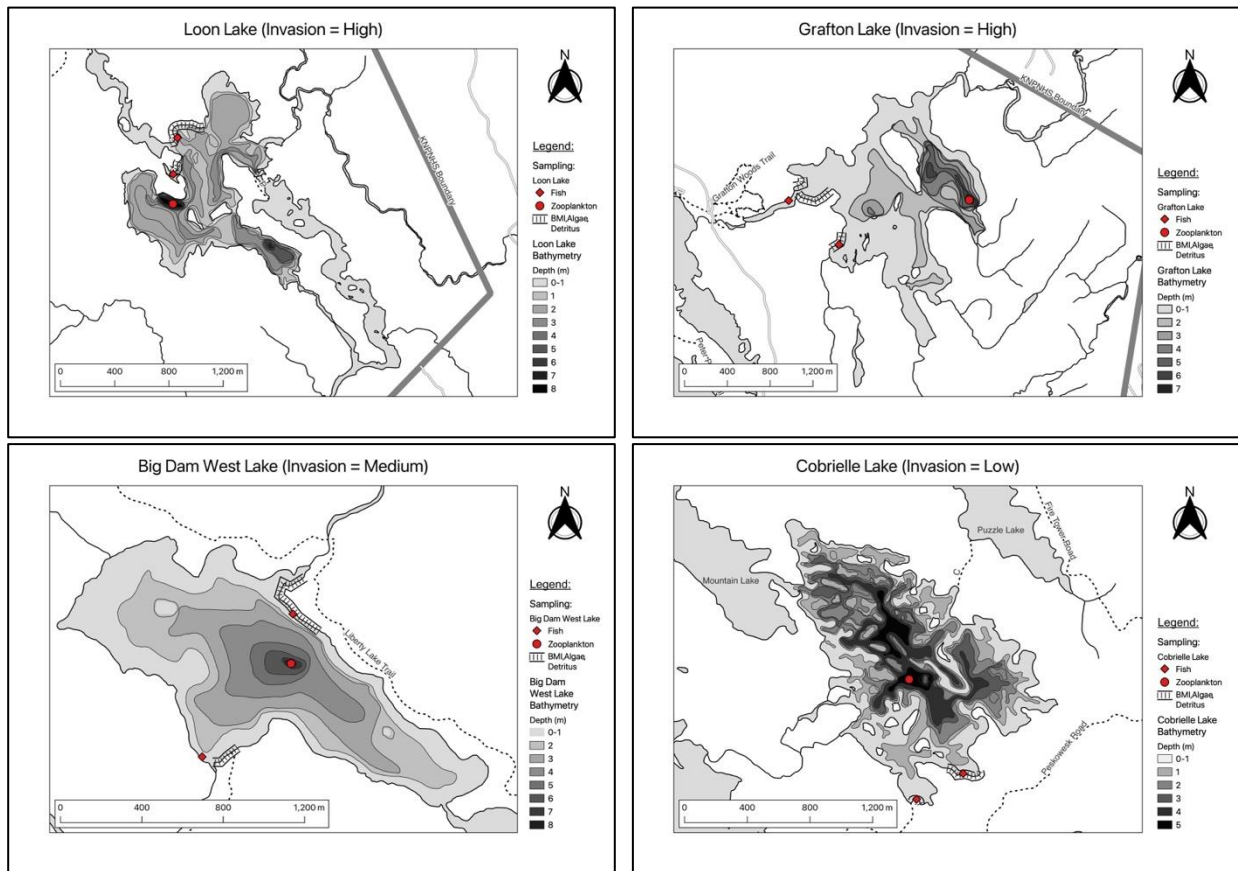 Loon Lake (Invasion = High)
N
KNPNHS Boundary
Legend:
Sampling:
Loon Lake
Fish
Zooplankton
BMI,Algae,
Detritus
Loon Lake
Bathymetry
Depth (m)
0-1
1
2
3
4
5
6
7
8
0
400
800
1,200 m
Grafton Lake (Invasion = High)
N
KNPNHS Boundary
Grafton Woods Trail
Legend:
Sampling:
Grafton Lake
Fish
Zooplankton
BMI,Algae,
Detritus
Grafton Lake
Bathymetry
Depth (m)
0-1
2
3
4
5
6
7
0
400
800
1,200 m
Big Dam West Lake (Invasion = Medium)
N
Liberty Lake Trail
Legend:
Sampling:
Big Dam West Lake
Fish
Zooplankton
BMI,Algae,
Detritus
Big Dam
West Lake
Bathymetry
Depth (m)
0-1
2
3
4
5
6
7
8
0
400
800
1,200 m
Cobrielle Lake (Invasion = Low)
N
Puzzle Lake
Fire Tower Road
Mountain Lake
C
Peskowesk Road
Legend:
Sampling:
Cobrielle Lake
Fish
Zooplankton
BMI,Algae,
Detritus
Cobrielle Lake
Bathymetry
Depth (m)
0-1
1
2
3
4
5
0
400
800
1,200 m